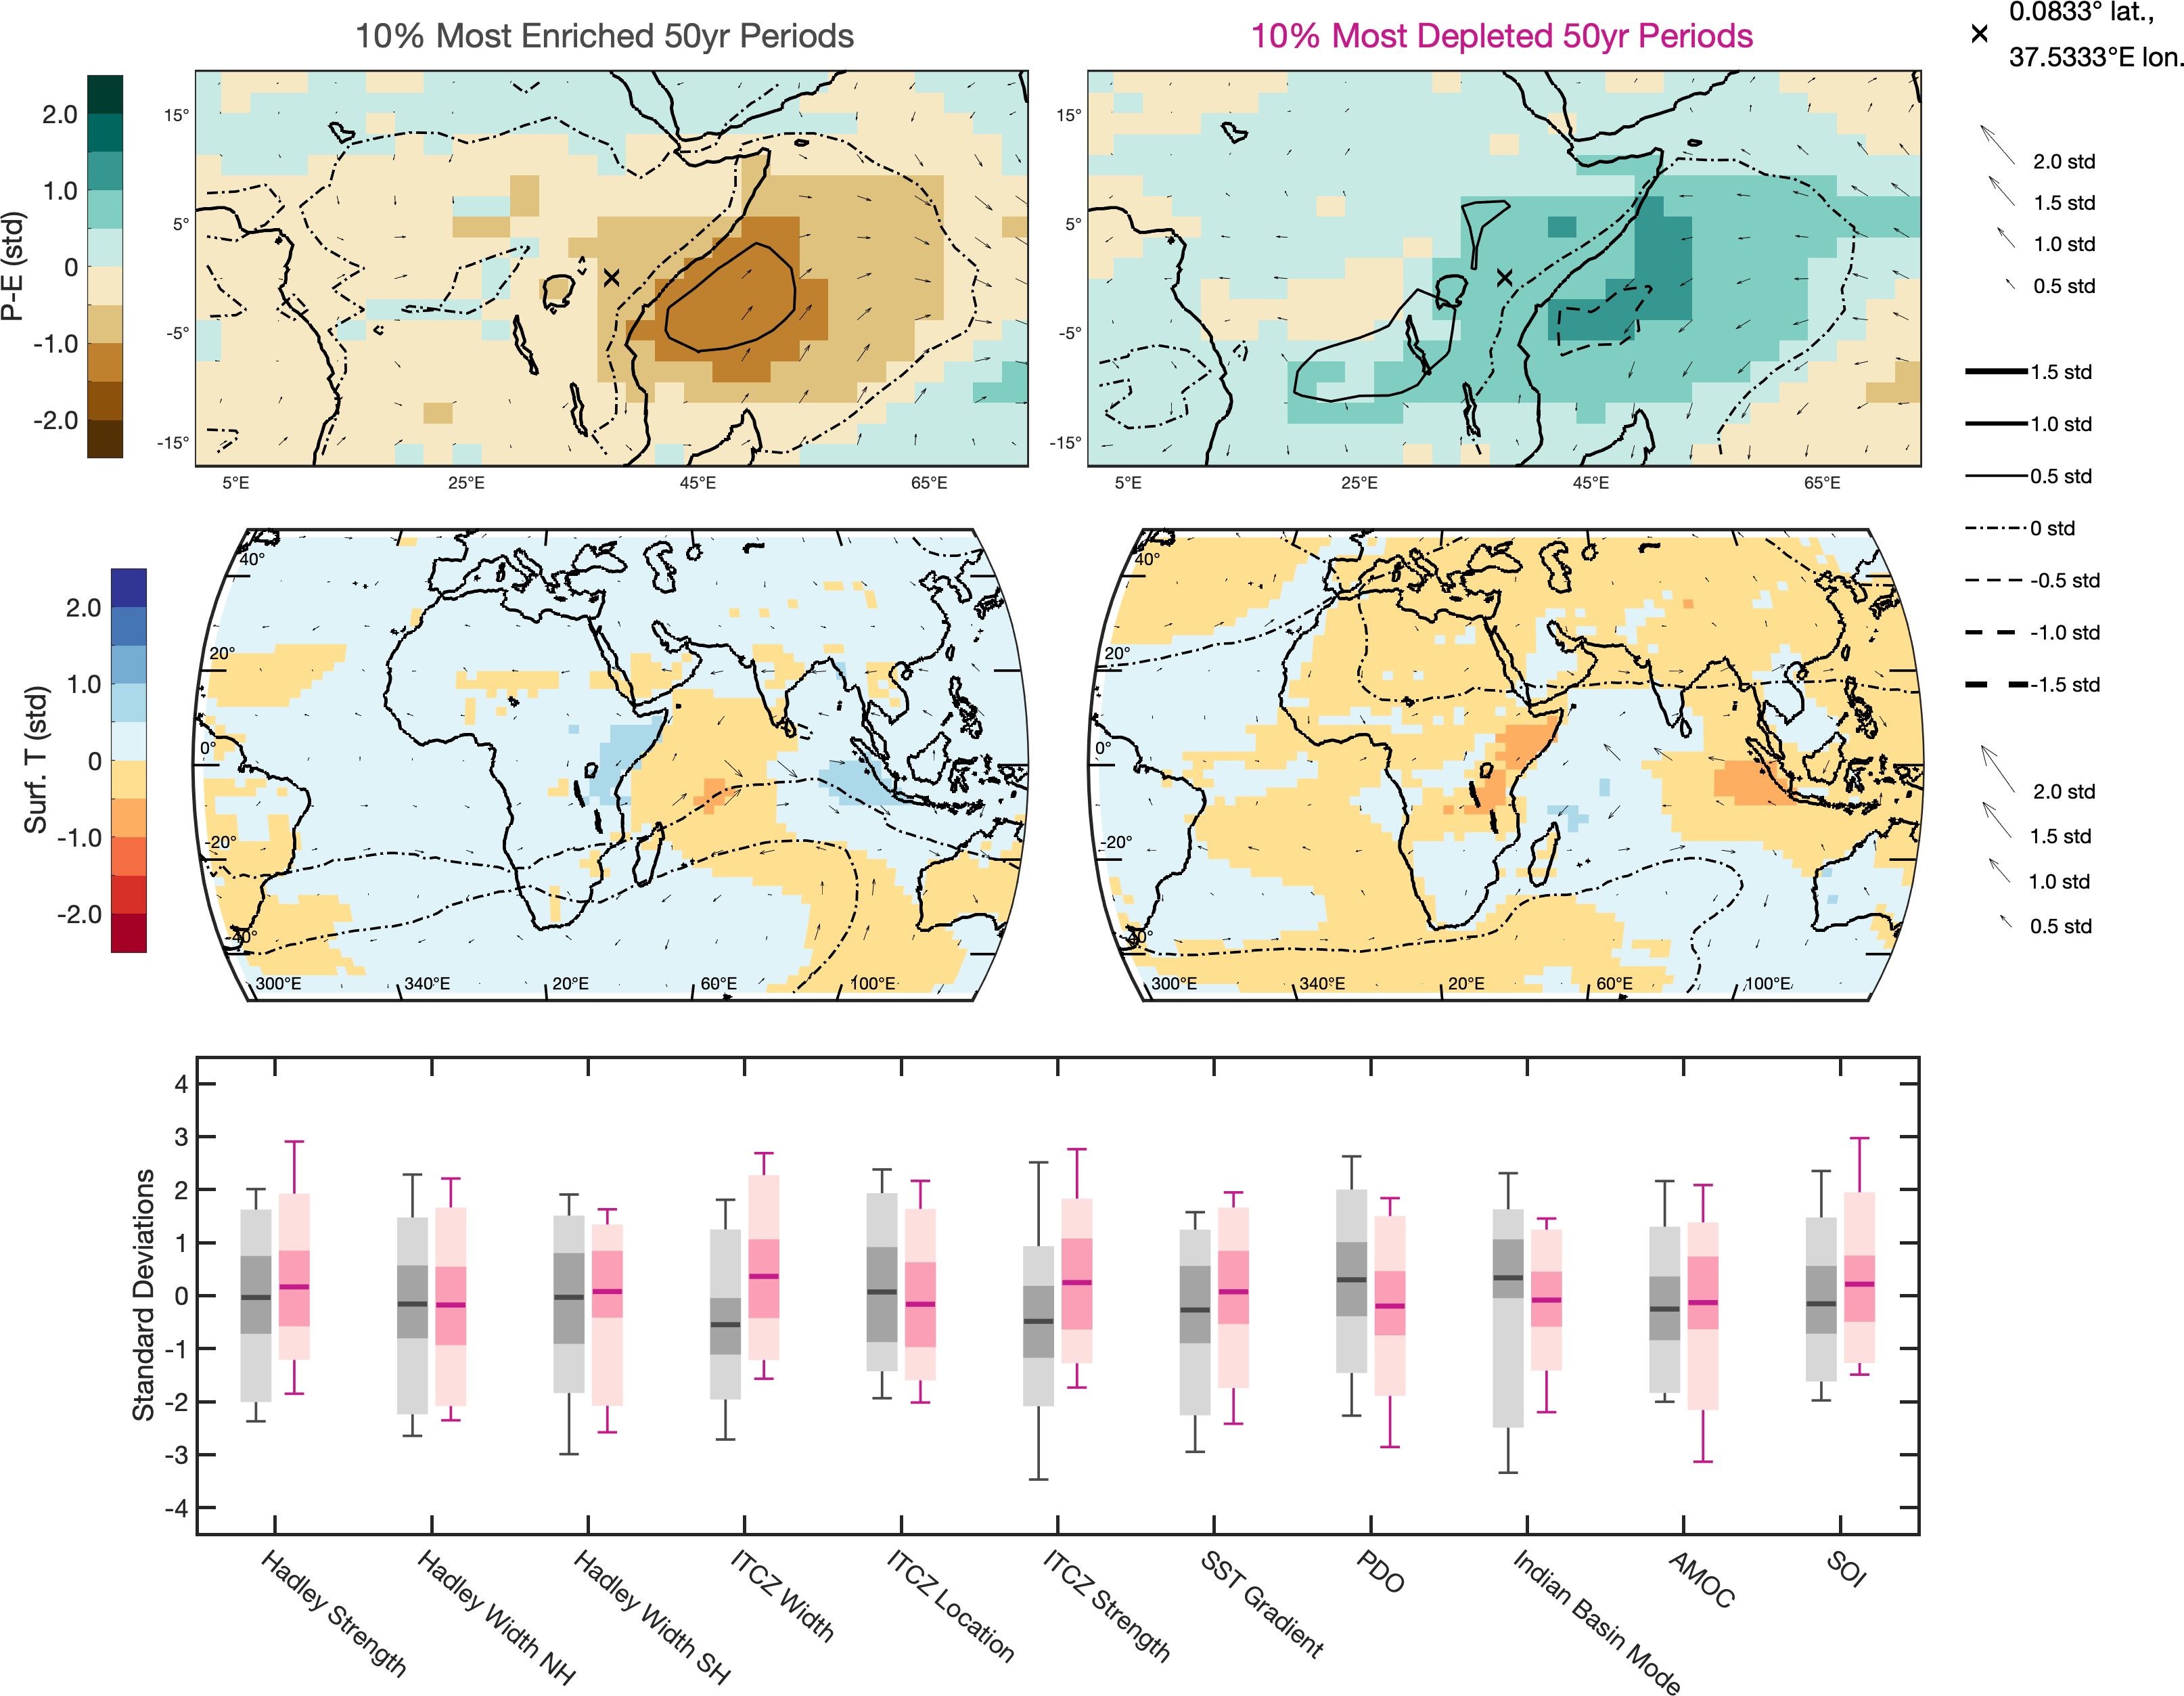 10% Most Enriched 50yr Periods
10% Most Depleted 50yr Periods
0.0833° lat.,
37.5333°E lon.
P-E (std)
2.0
1.0
0
-1.0
-2.0
15°
5°
-5°
-15°
5°E
25°E
45°E
65°E
15°
5°
-5°
-15°
5°E
25°E
45°E
65°E
2.0 std
1.5 std
1.0 std
0.5 std
1.5 std
1.0 std
0.5 std
0 std
-0.5 std
-1.0 std
-1.5 std
Surf. T (std)
2.0
1.0
0
-1.0
-2.0
40°
20°
0°
-20°
-40°
300°E
340°E
20°E
60°E
100°E
40°
20°
0°
-20°
-40°
300°E
340°E
20°E
60°E
100°E
2.0 std
1.5 std
1.0 std
0.5 std
Standard Deviations
4
3
2
1
0
-1
-2
-3
-4
Hadley Strength
Hadley Width NH
Hadley Width SH
ITCZ Width
ITCZ Location
ITCZ Strength
SST Gradient
PDO
Indian Basin Mode
AMOC
SOI